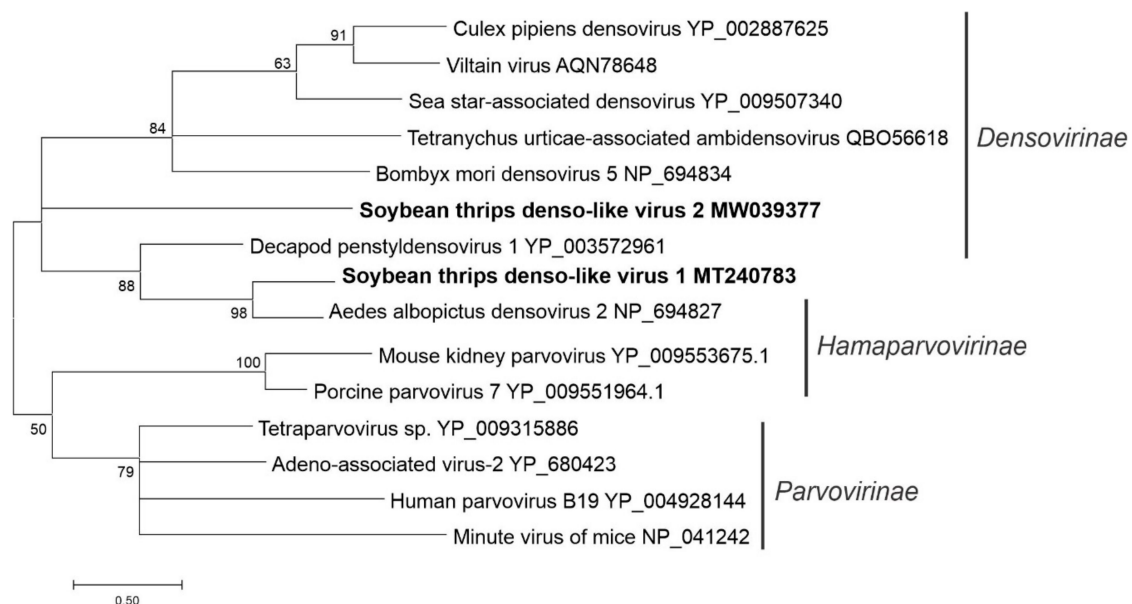 Culex pipiens densovirus YP_002887625
91
Viltain virus AQN78648
63
Sea star-associated densovirus YP_009507340
84
Tetranychus urticae-associated ambidensovirus QBO56618
Densovirinae
Bombyx mori densovirus 5 NP_694834
Soybean thrips denso-like virus 2 MW039377
Decapod penstyldensovirus 1 YP_003572961
88
Soybean thrips denso-like virus 1 MT240783
98
Aedes albopictus densovirus 2 NP_694827
Hamaparvovirinae
100
Mouse kidney parvovirus YP_009553675.1
Porcine parvovirus 7 YP_009551964.1
50
Tetraparvovirus sp. YP_009315886
79
Adeno-associated virus-2 YP_680423
Parvovirinae
Human parvovirus B19 YP_004928144
Minute virus of mice NP_041242
0.50